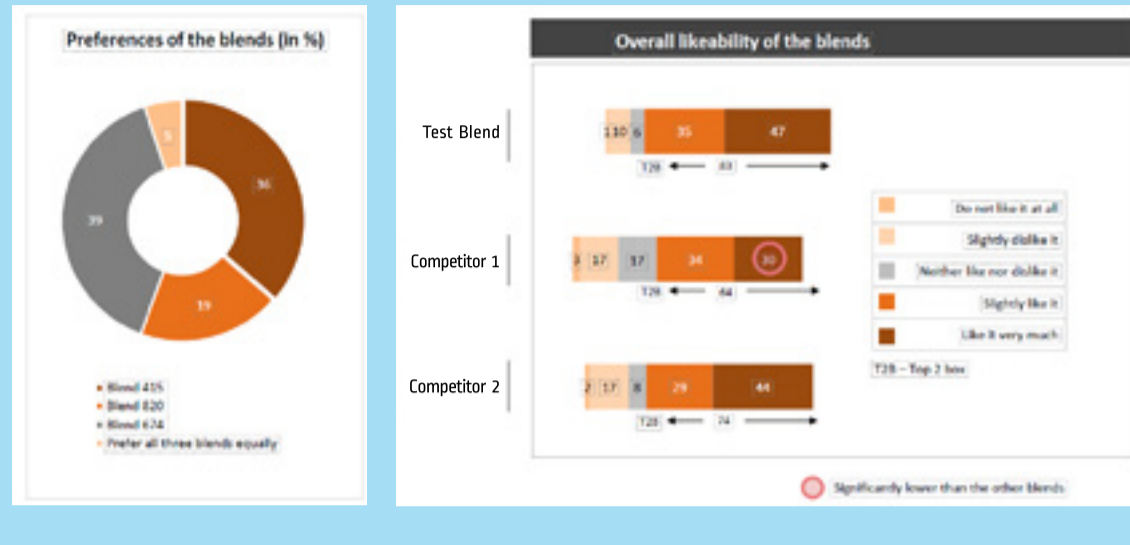 Preferences of the blends (in %)
5
36
39
19
Blend 415
Blend 820
Blend 674
Prefer all three blends equally
Overall likeability of the blends
Test Blend
1 10 6 35 47
T2B
Competitor 1
3 17 17 34 30
T2B 64
Competitor 2
2 17 8 29 44
T2B 74
Do not like it at all
Slightly dislike it
Neither like nor dislike it
Slightly like it
Like it very much
T2B - Top 2 box
Significantly lower than the other blends